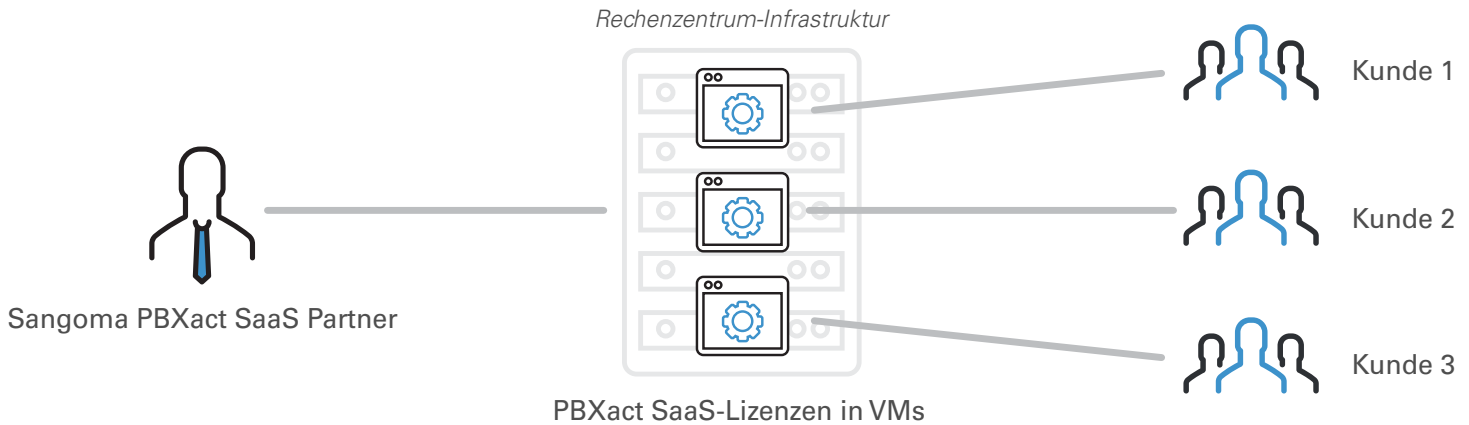 Rechenzentrum-Infrastruktur
Kunde 1
Kunde 2
Sangoma PBXact SaaS Partner
Kunde 3
PBXact SaaS-Lizenzen in VMs